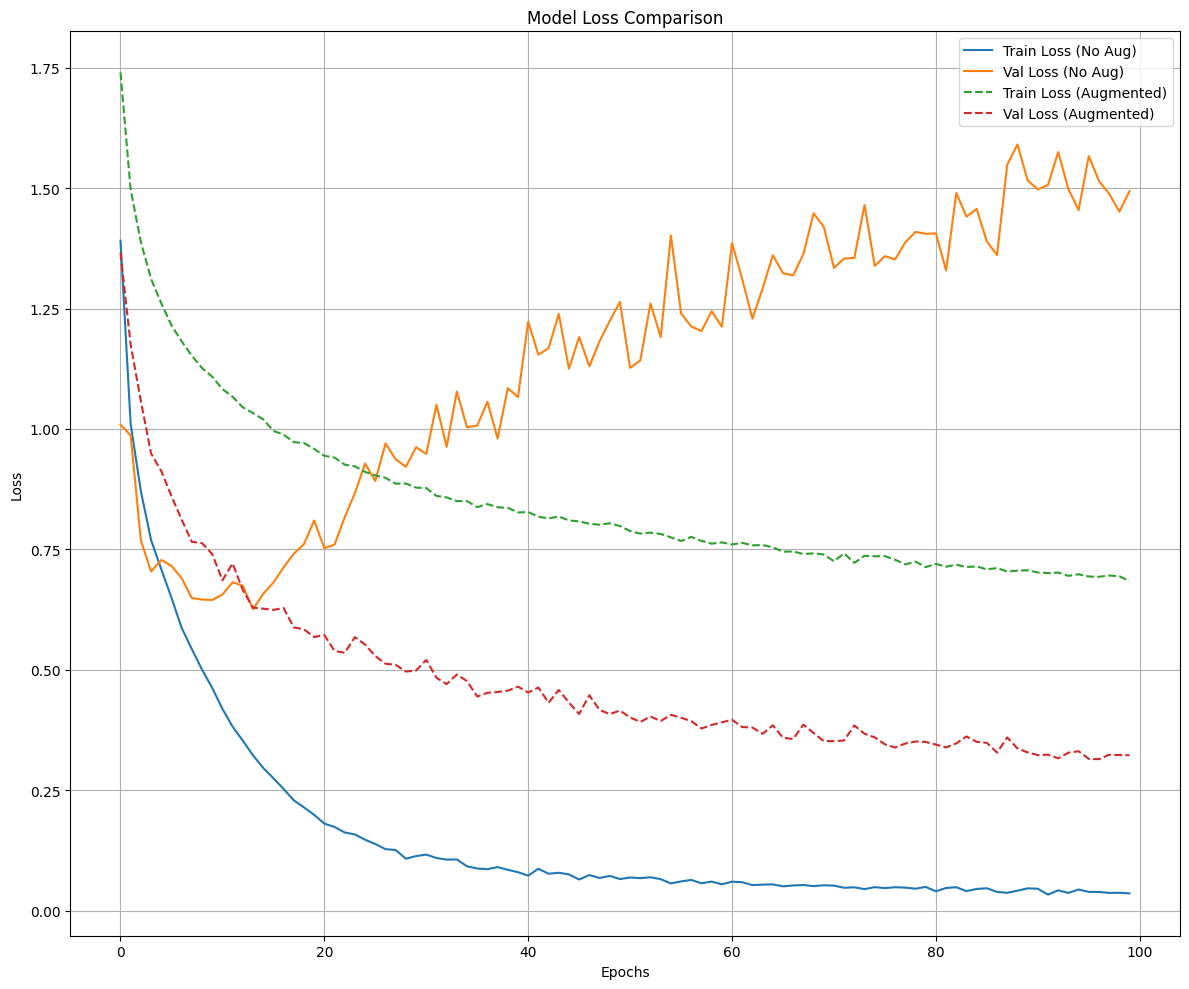 Model Loss Comparison
Train Loss (No Aug)
Val Loss (No Aug)
Train Loss (Augmented)
Val Loss (Augmented)
Loss
1.75
1.50
1.25
1.00
0.75
0.50
0.25
0.00
0 20 40 60 80 100
Epochs